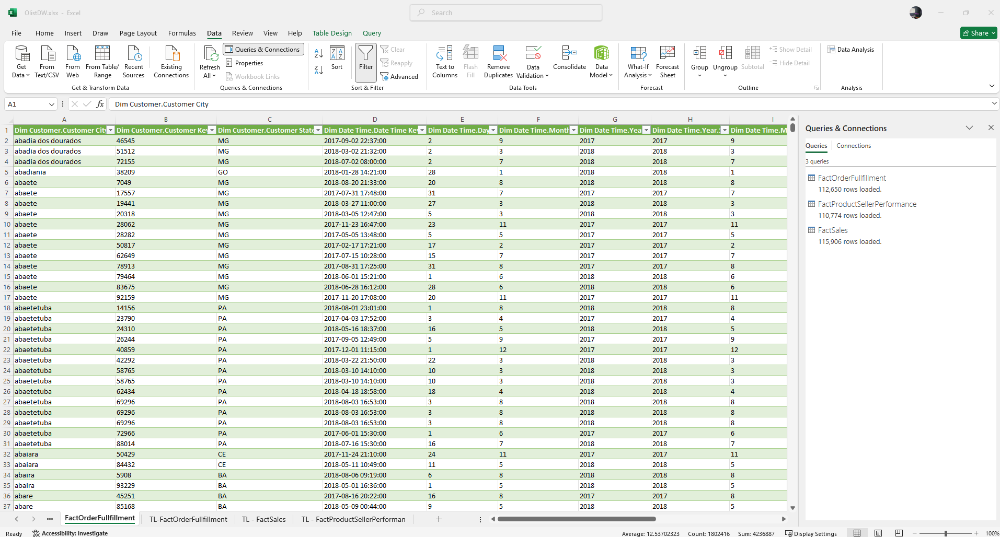 OlistDW.xlsx - Excel
Search
File Home Insert Draw Page Layout Formulas Data Review View Help Table Design Query
Share
Get Data
From Text/CSV
From Web
From Table/ Range
Recent Sources
Existing Connections
Get & Transform Data
Refresh All
Queries & Connections
Properties
Workbook Links
Queries & Connections
Sort
Filter
Clear
Reapply
Advanced
Sort & Filter
Text to Columns
Flash Fill
Remove Duplicates
Data Validation
Consolidate
Data Model
Data Tools
What-If Analysis
Forecast Sheet
Forecast
Group
Ungroup
Subtotal
Show Detail
Hide Detail
Outline
Data Analysis
Analysis
A1 fx Dim Customer.Customer City
A B C D E F G H I
1 Dim Customer.Customer City Dim Customer.Customer Key Dim Customer.Customer State Dim Date Time.Date Time Ke Dim Date Time.Day Dim Date Time.Month Dim Date Time.Yea Dim Date Time.Year. Dim Date Time.M
2 abadia dos dourados 46545 MG 2017-09-02 22:37:00 2 9 2017 2017 9
3 abadia dos dourados 51512 MG 2018-03-02 21:32:00 2 3 2018 2018 3
4 abadia dos dourados 72155 MG 2018-07-02 08:00:00 2 7 2018 2018 7
5 abadiania 38209 GO 2018-01-28 14:21:00 28 1 2018 2018 1
6 abaete 7049 MG 2018-08-20 21:33:00 20 8 2018 2018 8
7 abaete 17557 MG 2017-07-31 17:48:00 31 7 2017 2017 7
8 abaete 19441 MG 2018-03-27 11:00:00 27 3 2018 2018 3
9 abaete 20318 MG 2018-03-05 12:47:00 5 3 2018 2018 3
10 abaete 28062 MG 2017-11-23 16:47:00 23 11 2017 2017 11
11 abaete 28282 MG 2017-05-05 13:48:00 5 5 2017 2017 5
12 abaete 50817 MG 2017-02-17 17:21:00 17 2 2017 2017 2
13 abaete 62649 MG 2017-07-15 10:28:00 15 7 2017 2017 7
14 abaete 78913 MG 2017-08-31 17:25:00 31 8 2017 2017 8
15 abaete 79464 MG 2018-06-01 15:21:00 1 6 2018 2018 6
16 abaete 83675 MG 2018-06-28 16:12:00 28 6 2018 2018 6
17 abaete 92159 MG 2017-11-20 17:08:00 20 11 2017 2017 11
18 abaetetuba 14156 PA 2018-08-01 23:01:00 1 8 2018 2018 8
19 abaetetuba 23790 PA 2017-04-03 17:52:00 3 4 2017 2017 4
20 abaetetuba 24310 PA 2018-05-16 18:37:00 16 5 2018 2018 5
21 abaetetuba 26244 PA 2017-09-05 12:49:00 5 9 2017 2017 9
22 abaetetuba 40859 PA 2017-12-01 11:15:00 1 12 2017 2017 12
23 abaetetuba 42292 PA 2018-03-22 21:50:00 22 3 2018 2018 3
24 abaetetuba 58765 PA 2018-03-10 14:10:00 10 3 2018 2018 3
25 abaetetuba 58765 PA 2018-03-10 14:10:00 10 3 2018 2018 3
26 abaetetuba 62434 PA 2018-04-18 18:58:00 18 4 2018 2018 4
27 abaetetuba 69296 PA 2018-08-03 16:53:00 3 8 2018 2018 8
28 abaetetuba 69296 PA 2018-08-03 16:53:00 3 8 2018 2018 8
29 abaetetuba 69296 PA 2018-08-03 16:53:00 3 8 2018 2018 8
30 abaetetuba 72966 PA 2017-06-01 15:30:00 1 6 2017 2017 6
31 abaetetuba 88014 PA 2018-07-16 15:30:00 16 7 2018 2018 7
32 abaiara 50429 CE 2017-11-24 21:10:00 24 11 2017 2017 11
33 abaiara 84432 CE 2018-05-11 10:49:00 11 5 2018 2018 5
34 abaira 5908 BA 2018-08-06 09:19:00 6 8 2018 2018 8
35 abaira 93229 BA 2018-05-01 16:36:00 1 5 2018 2018 5
36 abare 45251 BA 2017-08-16 20:22:00 16 8 2017 2017 8
37 abare 85168 BA 2018-05-09 00:44:00 9 5 2018 2018 5
Queries & Connections
Queries Connections
3 queries
FactOrderFullfillment
112,650 rows loaded.
FactProductSellerPerformance
110,774 rows loaded.
FactSales
115,906 rows loaded.
FactOrderFullfillment TL-FactOrderFullfillment TL - FactSales TL - FactProductSellerPerforman
Ready Accessibility: Investigate Average: 12.53702323 Count: 1802416 Sum: 4236887 Display Settings 100%